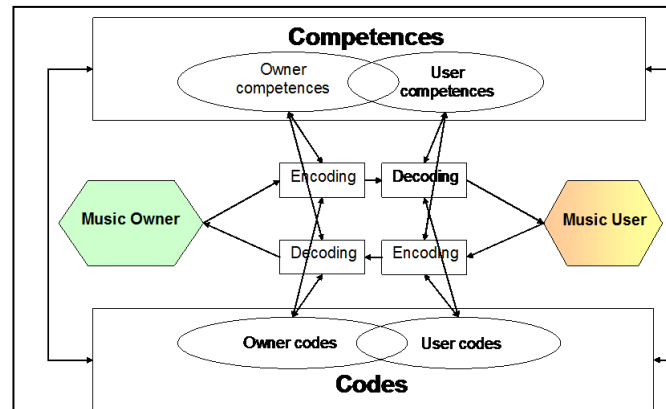 Competences
Owner
competences
User
competences
Encoding
Decoding
Music Owner
Music User
Decoding
Encoding
Owner codes
User codes
Codes